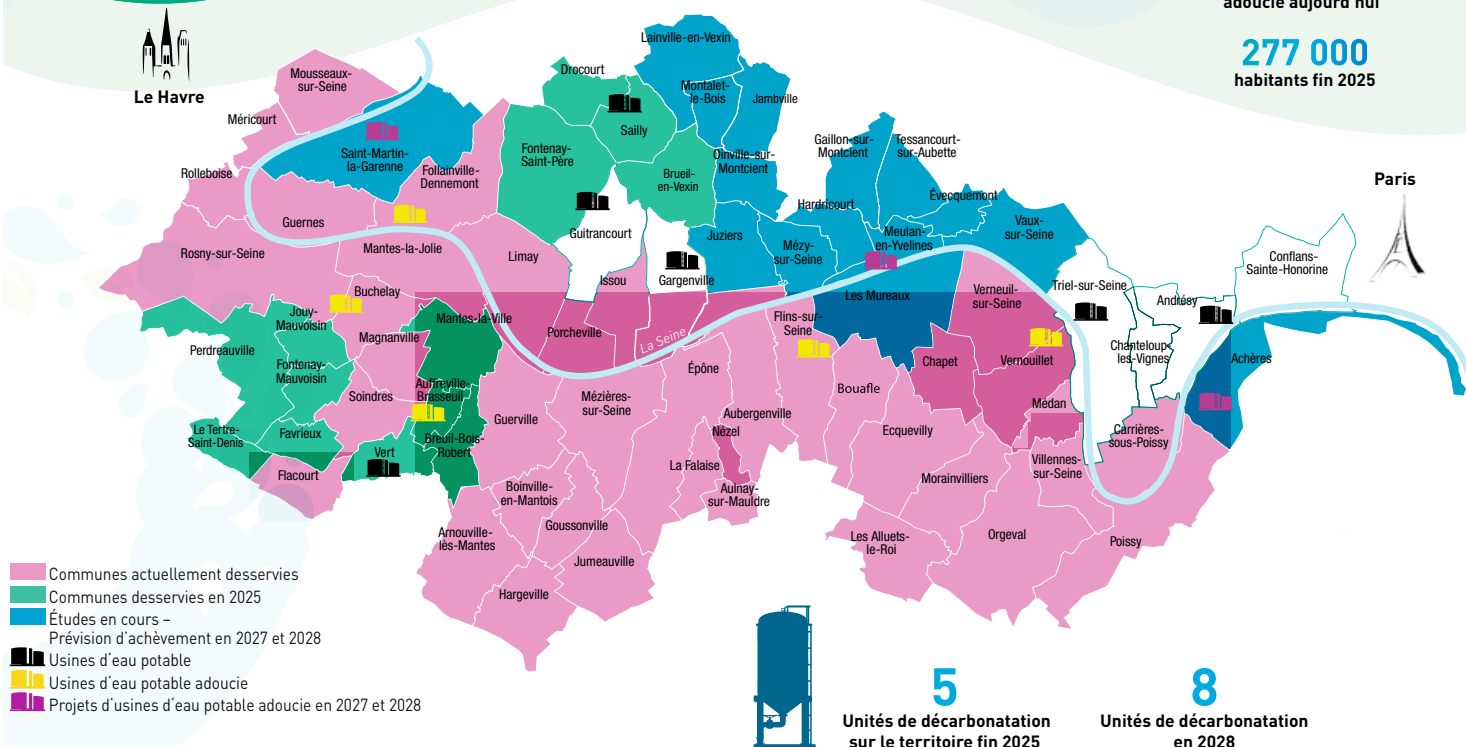 adoucie aujourd'hui
277 000
habitants fin 2025
Le Havre
Paris
Lainville-en-Vexin
Drocourt
Mousseaux-
sur-Seine
Montalet-
le-Bois
Jambville
Méricourt
Sailly
Saint-Martin-
la-Garenne
Fontenay-
Saint-Père
Gaillon-sur-
Montcient
Tessancourt-
sur-Aubette
Oinville-sur-
Montcient
Rolleboise
Follainville-
Dennemont
Brueil-
en-Vexin
Évecquemont
Hardricourt
Guernes
Guitrancourt
Juziers
Meulan-
en-Yvelines
Vaux-
sur-Seine
Rosny-sur-Seine
Mantes-la-Jolie
Limay
Mézy-
sur-Seine
Conflans-
Sainte-Honorine
Issou
Gargenville
Buchelay
Les Mureaux
Verneuil-
sur-Seine
Triel-sur-Seine
Andrésy
Jouy-
Mauvoisin
Mantes-la-Ville
Porcheville
La Seine
Flins-sur-
Seine
Magnanville
Perdreauville
Chanteloup-
les-Vignes
Achères
Fontenay-
Mauvoisin
Chapet
Vernouillet
Épône
Auffreville-
Brasseuil
Soindres
Mézières-
sur-Seine
Bouafle
Médan
Guerville
Aubergenville
Le Tertre-
Saint-Denis
Favrieux
Breuil-Bois-
Robert
Nézel
Ecquevilly
Carrières-
sous-Poissy
Vert
La Falaise
Villennes-
sur-Seine
Flacourt
Morainvilliers
Boinville-
en-Mantois
Aulnay-
sur-Mauldre
Goussonville
Arnouville-
lès-Mantes
Les Alluets-
le-Roi
Orgeval
Poissy
Jumeauville
Hargeville
Communes actuellement desservies
Communes desservies en 2025
Études en cours –
Prévision d'achèvement en 2027 et 2028
Usines d'eau potable
Usines d'eau potable adoucie
Projets d'usines d'eau potable adoucie en 2027 et 2028
5
Unités de décarbonatation
sur le territoire fin 2025
8
Unités de décarbonatation
en 2028